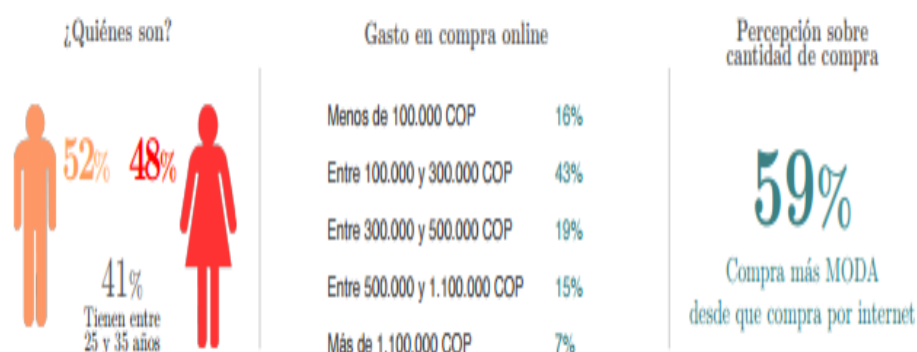 ¿Quiénes son?
52% 48%
41%
Tienen entre
25 y 35 años
Gasto en compra online
Menos de 100.000 COP 16%
Entre 100.000 y 300.000 COP 43%
Entre 300.000 y 500.000 COP 19%
Entre 500.000 y 1.100.000 COP 15%
Más de 1.100.000 COP 7%
Percepción sobre
cantidad de compra
59%
Compra más MODA
desde que compra por internet